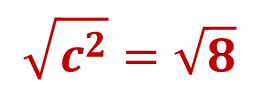 √c² = √8